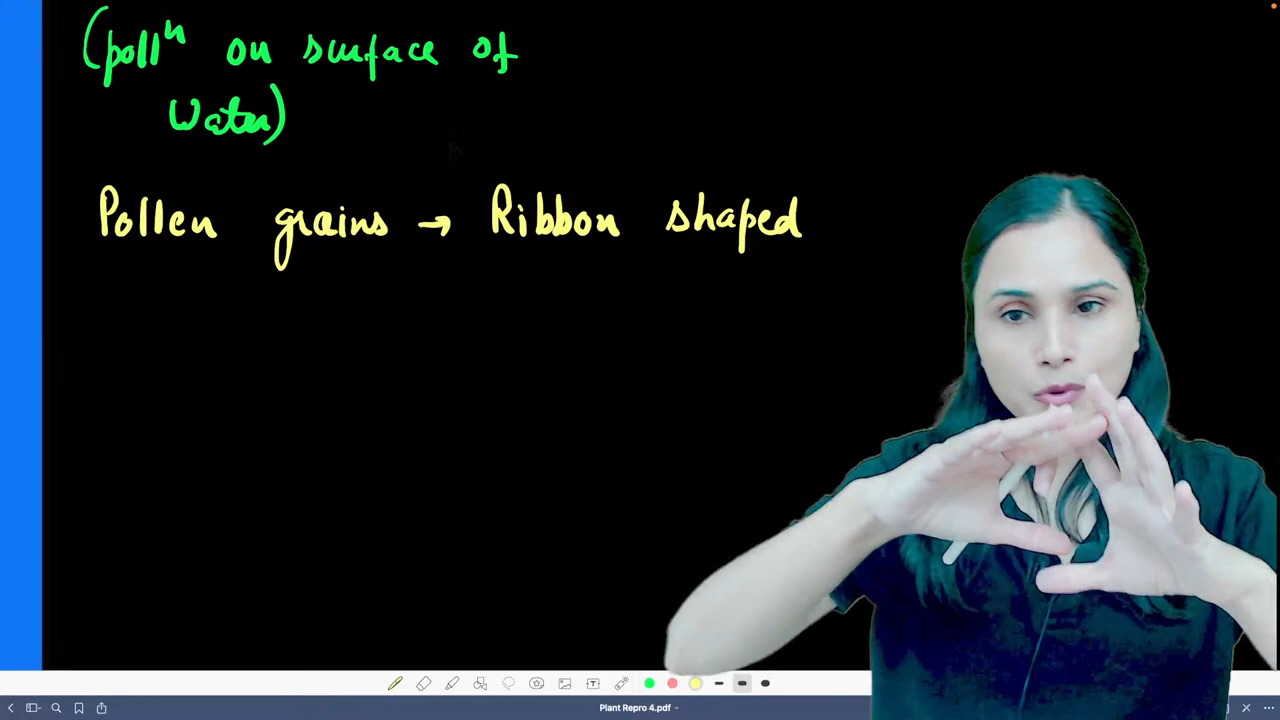 (pollⁿ on surface of
Water)
Pollen grains → Ribbon shaped
Plant Repro 4.pdf